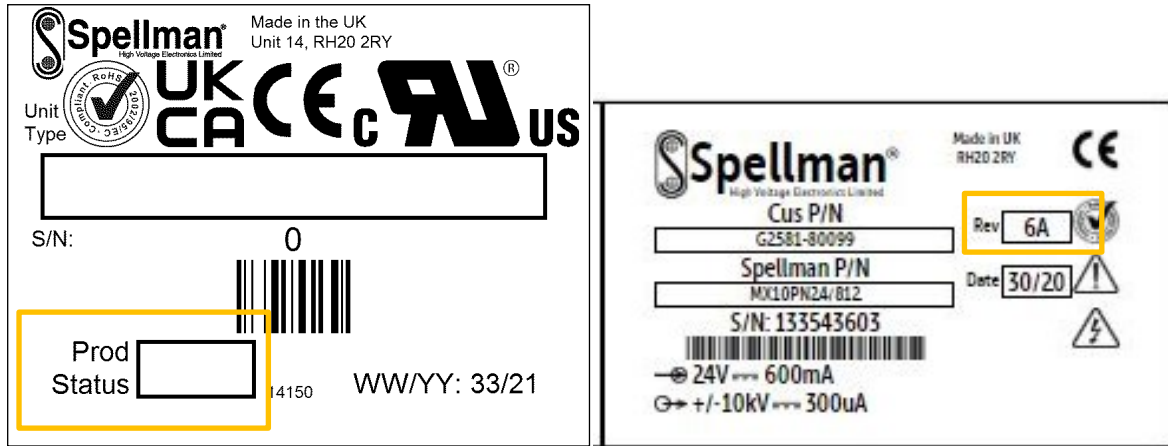 Spellman®
High Voltage Electronics Limited
Made in the UK
Unit 14, RH20 2RY
Unit
Type
Compliant · RoHS
2002/95/EC
UK
CA
CE
c RU US ®
S/N:
0
Prod
Status
14150
WW/YY: 33/21
Spellman®
High Voltage Electronics Limited
Made in UK
RH20 2RY
CE
Cus P/N
G2581-80099
Rev 6A
Spellman P/N
MX10PN24/812
Date 30/20
S/N: 133543603
24V 600mA
+/-10kV 300uA